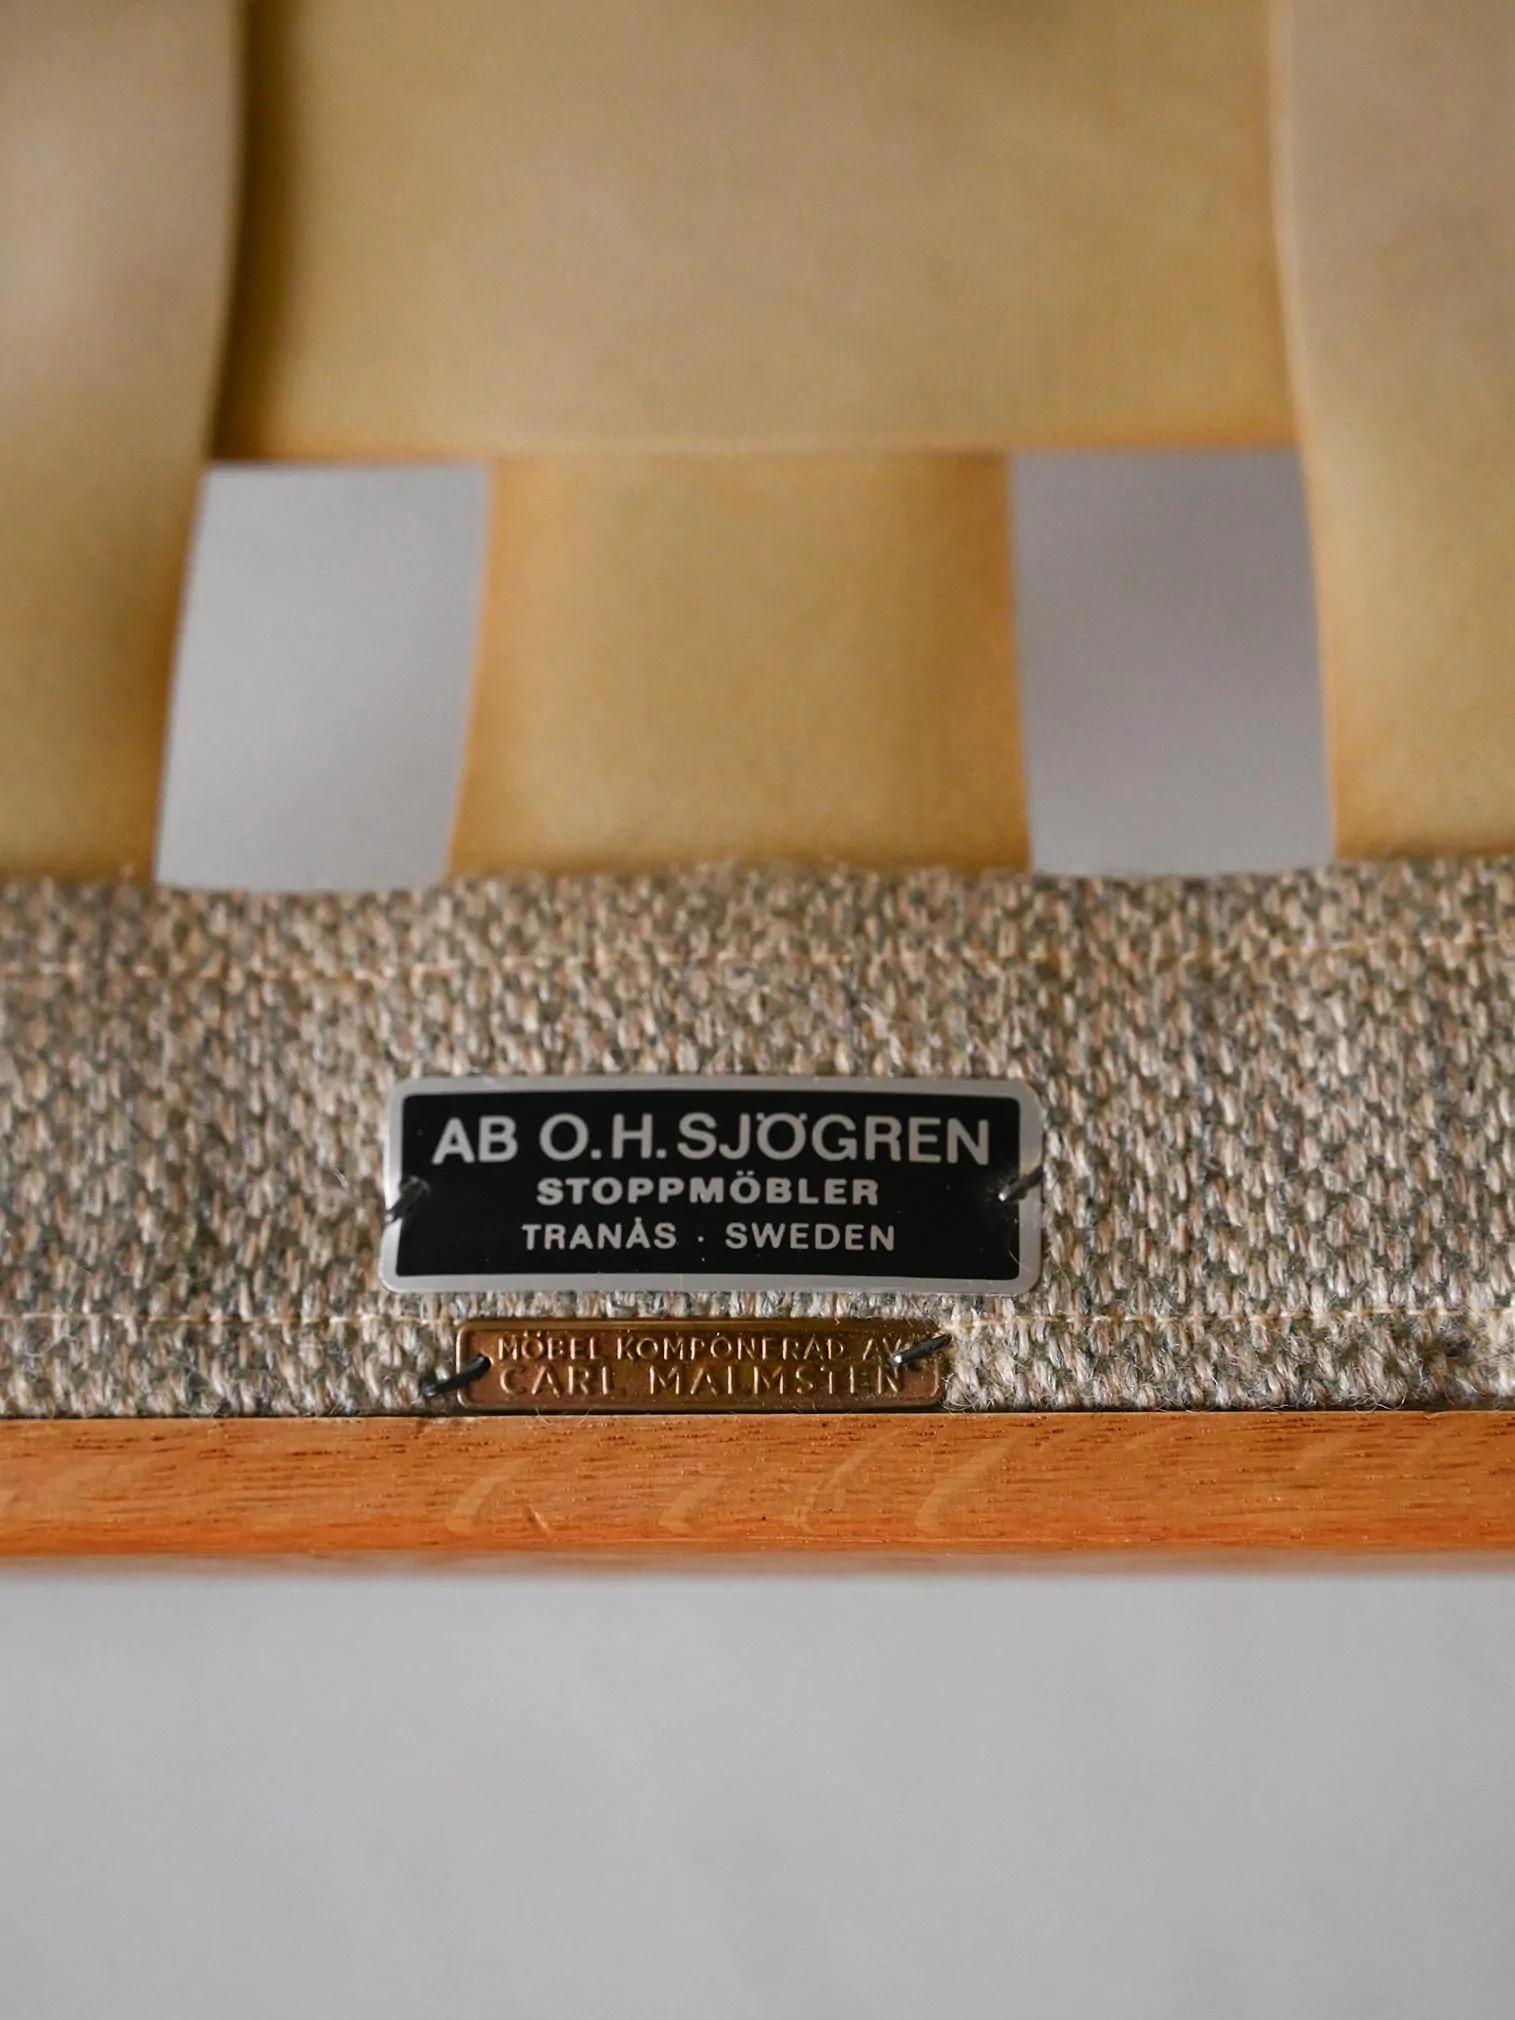 AB O.H. SJÖGREN
STOPPMÖBLER
TRANÅS · SWEDEN
MÖBEL KOMPONERAD AV
CARL MALMSTEN